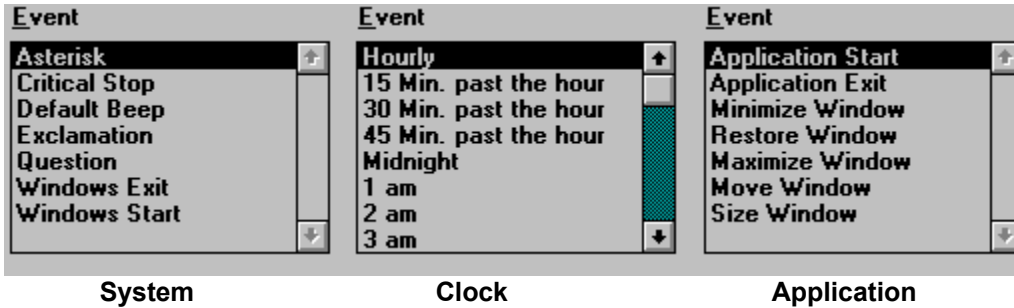 Event
Asterisk
Critical Stop
Default Beep
Exclamation
Question
Windows Exit
Windows Start
System
Event
Hourly
15 Min. past the hour
30 Min. past the hour
45 Min. past the hour
Midnight
1 am
2 am
3 am
Clock
Event
Application Start
Application Exit
Minimize Window
Restore Window
Maximize Window
Move Window
Size Window
Application